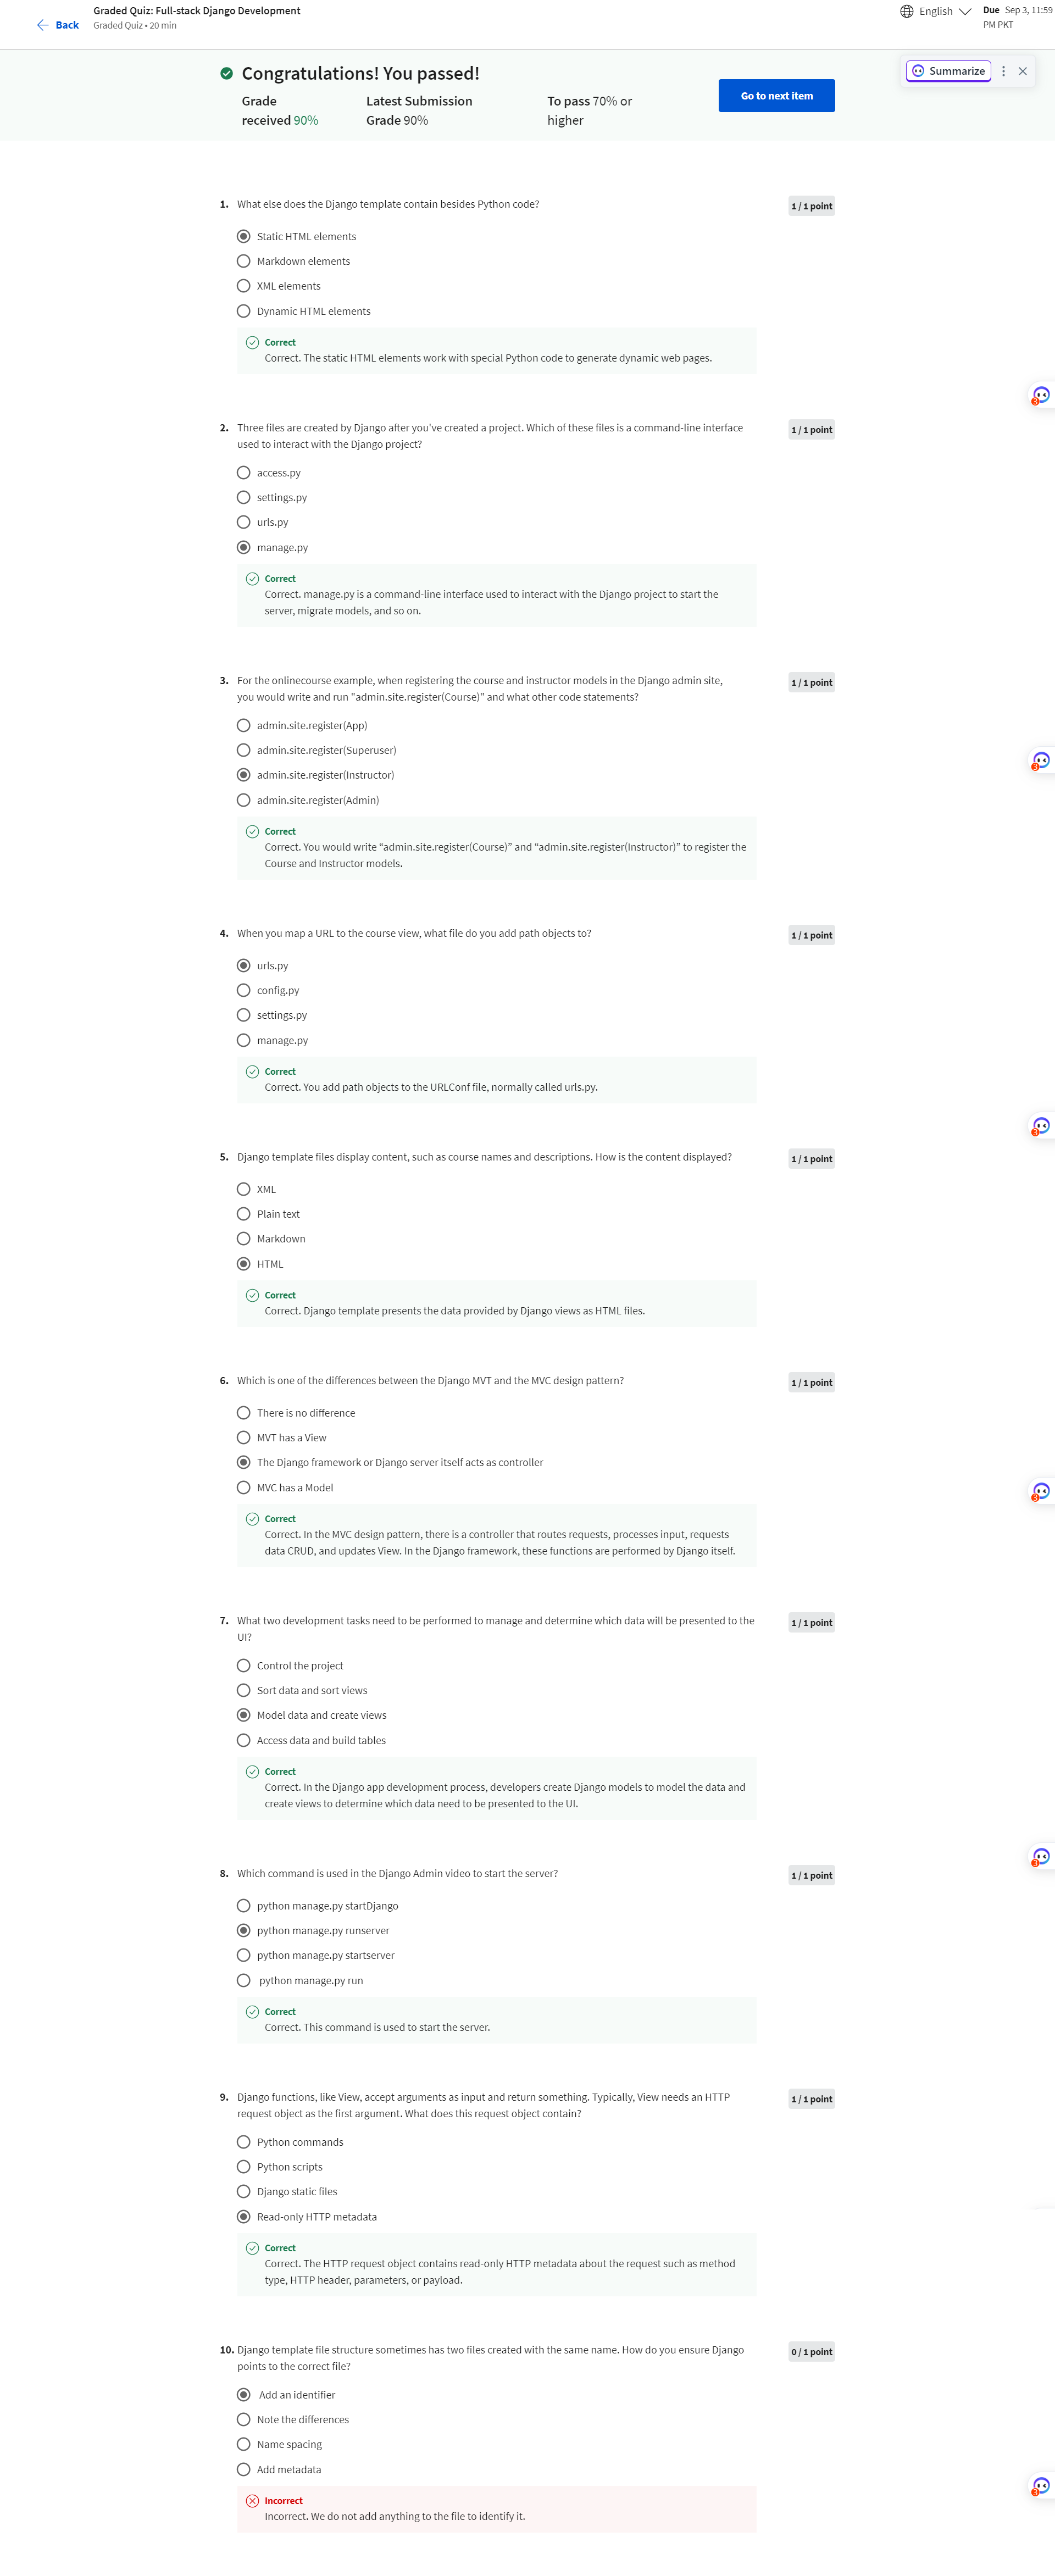 Back
Graded Quiz: Full-stack Django Development
Graded Quiz • 20 min
English
Due Sep 3, 11:59
PM PKT
Congratulations! You passed!
Grade
received 90%
Latest Submission
Grade 90%
To pass 70% or
higher
Go to next item
Summarize
1. What else does the Django template contain besides Python code?
1 / 1 point
Static HTML elements
Markdown elements
XML elements
Dynamic HTML elements
Correct
Correct. The static HTML elements work with special Python code to generate dynamic web pages.
3
2. Three files are created by Django after you've created a project. Which of these files is a command-line interface
used to interact with the Django project?
1 / 1 point
access.py
settings.py
urls.py
manage.py
Correct
Correct. manage.py is a command-line interface used to interact with the Django project to start the
server, migrate models, and so on.
3. For the onlinecourse example, when registering the course and instructor models in the Django admin site,
you would write and run "admin.site.register(Course)" and what other code statements?
1 / 1 point
admin.site.register(App)
admin.site.register(Superuser)
3
admin.site.register(Instructor)
admin.site.register(Admin)
Correct
Correct. You would write “admin.site.register(Course)” and “admin.site.register(Instructor)” to register the
Course and Instructor models.
4. When you map a URL to the course view, what file do you add path objects to?
1 / 1 point
urls.py
config.py
settings.py
manage.py
Correct
Correct. You add path objects to the URLConf file, normally called urls.py.
3
5. Django template files display content, such as course names and descriptions. How is the content displayed?
1 / 1 point
XML
Plain text
Markdown
HTML
Correct
Correct. Django template presents the data provided by Django views as HTML files.
6. Which is one of the differences between the Django MVT and the MVC design pattern?
1 / 1 point
There is no difference
MVT has a View
The Django framework or Django server itself acts as controller
MVC has a Model
3
Correct
Correct. In the MVC design pattern, there is a controller that routes requests, processes input, requests
data CRUD, and updates View. In the Django framework, these functions are performed by Django itself.
7. What two development tasks need to be performed to manage and determine which data will be presented to the
UI?
1 / 1 point
Control the project
Sort data and sort views
Model data and create views
Access data and build tables
Correct
Correct. In the Django app development process, developers create Django models to model the data and
create views to determine which data need to be presented to the UI.
3
8. Which command is used in the Django Admin video to start the server?
1 / 1 point
python manage.py startDjango
python manage.py runserver
python manage.py startserver
python manage.py run
Correct
Correct. This command is used to start the server.
9. Django functions, like View, accept arguments as input and return something. Typically, View needs an HTTP
request object as the first argument. What does this request object contain?
1 / 1 point
Python commands
Python scripts
Django static files
Read-only HTTP metadata
Correct
Correct. The HTTP request object contains read-only HTTP metadata about the request such as method
type, HTTP header, parameters, or payload.
10. Django template file structure sometimes has two files created with the same name. How do you ensure Django
points to the correct file?
0 / 1 point
Add an identifier
Note the differences
Name spacing
Add metadata
3
Incorrect
Incorrect. We do not add anything to the file to identify it.